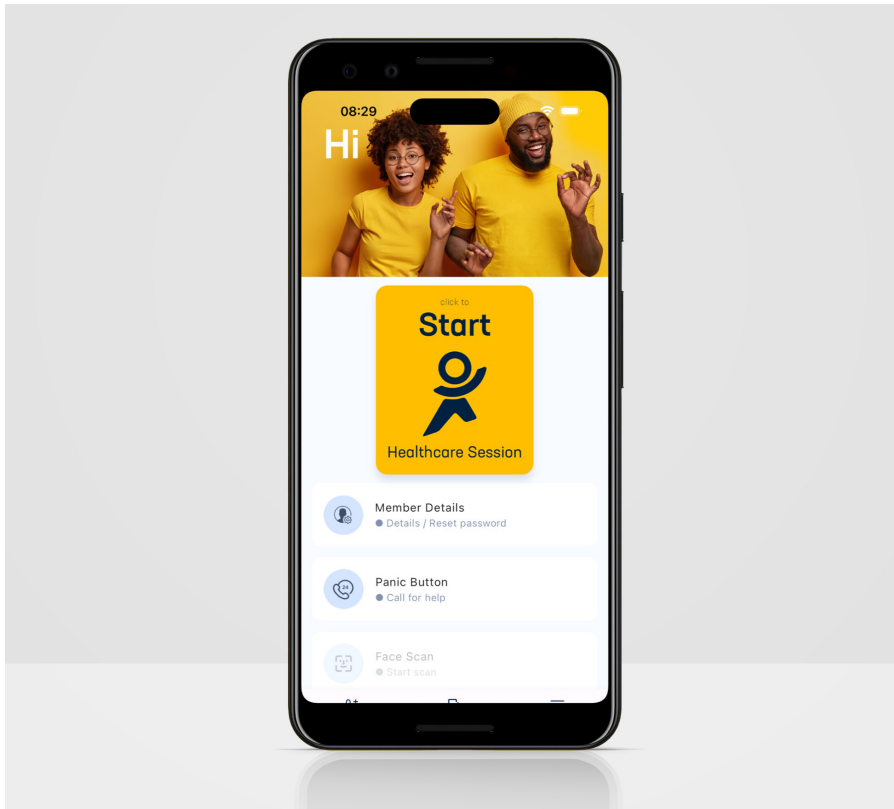 08:29
Hi
click to
Start
Healthcare Session
Member Details
Details / Reset password
24
Panic Button
Call for help
Face Scan
Start scan